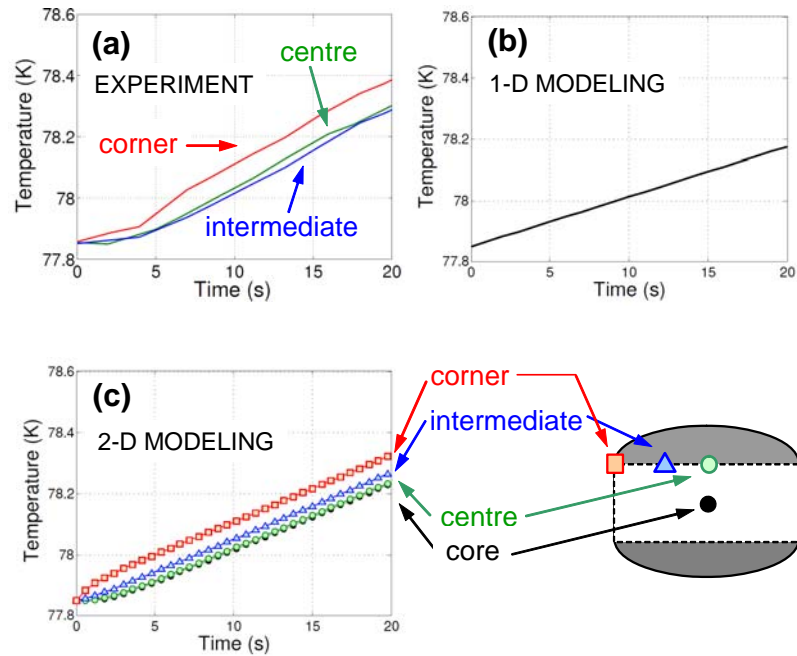 (a)
EXPERIMENT
centre
corner
intermediate
Temperature (K)
78.6
78.4
78.2
78
77.8
0 5 10 15 20
Time (s)
(b)
1-D MODELING
Temperature (K)
78.6
78.4
78.2
78
77.8
0 5 10 15 20
Time (s)
(c)
2-D MODELING
Temperature (K)
78.6
78.4
78.2
78
77.8
0 5 10 15 20
Time (s)
corner
intermediate
centre
core